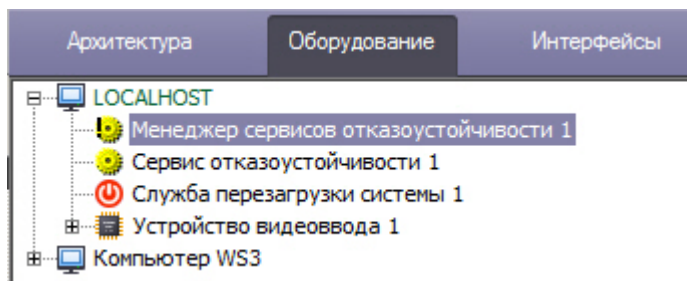 Архитектура Оборудование Интерфейсы
LOCALHOST
Менеджер сервисов отказоустойчивости 1
Сервис отказоустойчивости 1
Служба перезагрузки системы 1
Устройство видеоввода 1
Компьютер WS3